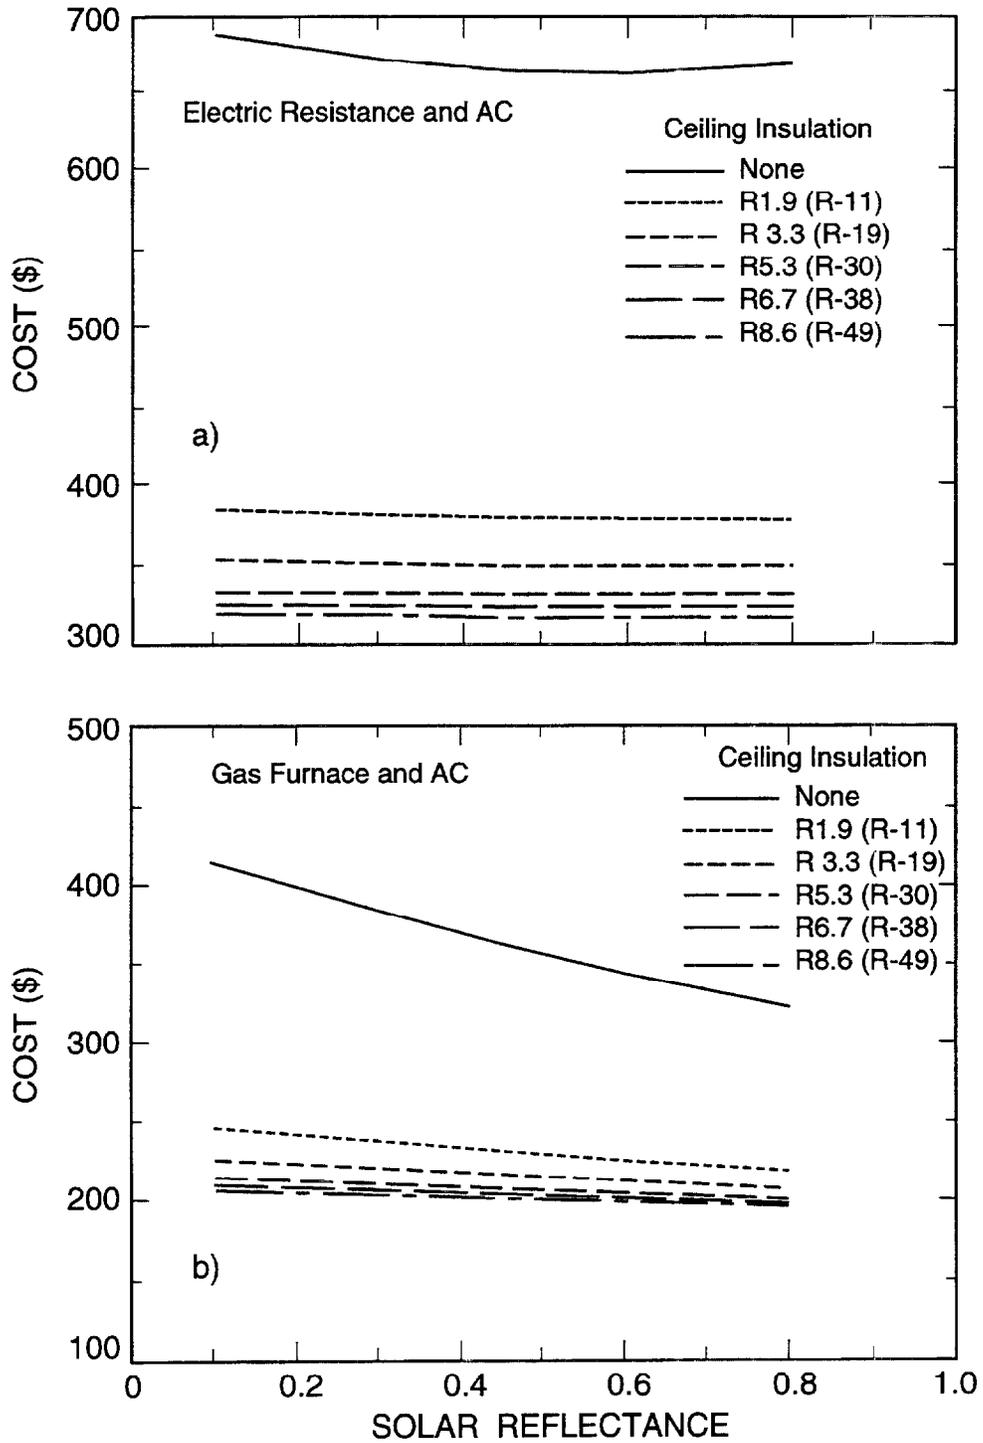 700
Electric Resistance and AC
Ceiling Insulation
None
600
R1.9 (R-11)
R 3.3 (R-19)
R5.3 (R-30)
R6.7 (R-38)
500
R8.6 (R-49)
COST ($)
a)
400
300
500
Gas Furnace and AC
Ceiling Insulation
None
R1.9 (R-11)
R 3.3 (R-19)
400
R5.3 (R-30)
R6.7 (R-38)
R8.6 (R-49)
COST ($)
300
200
b)
100
0 0.2 0.4 0.6 0.8 1.0
SOLAR REFLECTANCE